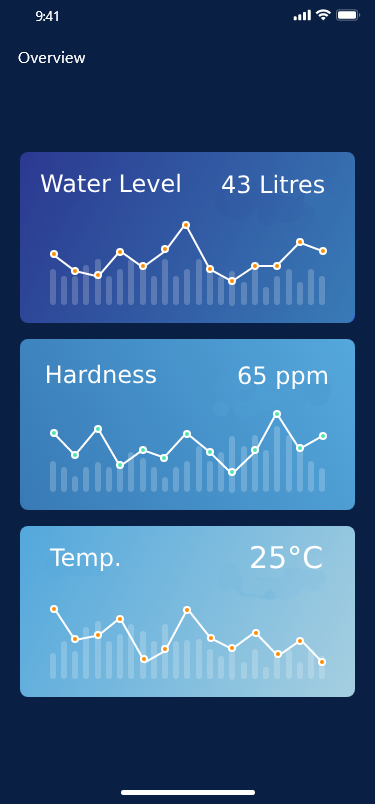 9:41
Overview
Water Level 43 Litres
Hardness 65 ppm
Temp. 25°C